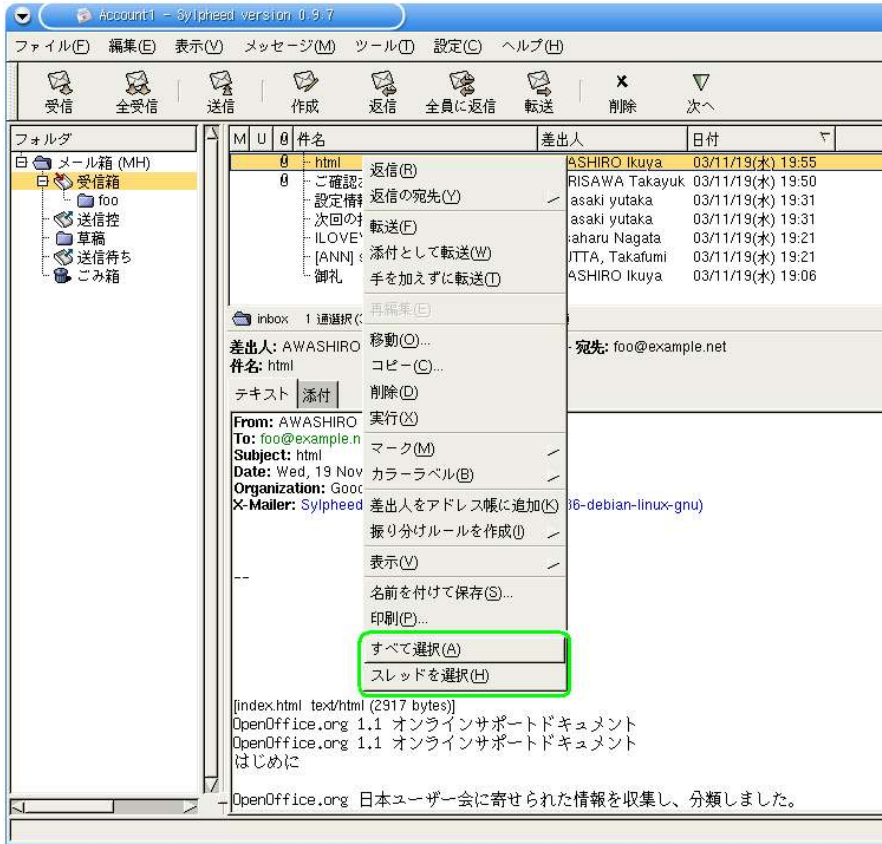 Account1 - Sylpheed version 0.9.7
ファイル(F) 編集(E) 表示(V) メッセージ(M) ツール(T) 設定(C) ヘルプ(H)
受信 全受信 送信 作成 返信 全員に返信 転送 削除 次へ
フォルダ
メール箱 (MH)
受信箱
foo
送信控
草稿
送信待ち
ごみ箱
M U 件名 差出人 日付
html ASHIRO Ikuya 03/11/19(水) 19:55
ご確認 RISAWA Takayuk 03/11/19(水) 19:50
設定情報 asaki yutaka 03/11/19(水) 19:31
次回の asaki yutaka 03/11/19(水) 19:31
ILOVE saharu Nagata 03/11/19(水) 19:21
[ANN] JTTA, Takafumi 03/11/19(水) 19:21
御礼 ASHIRO Ikuya 03/11/19(水) 19:06
inbox 1 通選択
差出人: AWASHIRO - 宛先: foo@example.net
件名: html
テキスト 添付
From: AWASHIRO
To: foo@example.n
Subject: html
Date: Wed, 19 Nov
Organization: Good
X-Mailer: Sylpheed 86-debian-linux-gnu)
--
[index.html text/html (2917 bytes)]
OpenOffice.org 1.1 オンラインサポートドキュメント
OpenOffice.org 1.1 オンラインサポートドキュメント
はじめに
OpenOffice.org 日本ユーザー会に寄せられた情報を収集し、分類しました。
返信(R)
返信の宛先(Y)
転送(F)
添付として転送(W)
手を加えずに転送(T)
再編集(E)
移動(O)...
コピー(C)...
削除(D)
実行(X)
マーク(M)
カラーラベル(B)
差出人をアドレス帳に追加(K)
振り分けルールを作成(I)
表示(V)
名前を付けて保存(S)...
印刷(P)...
すべて選択(A)
スレッドを選択(H)